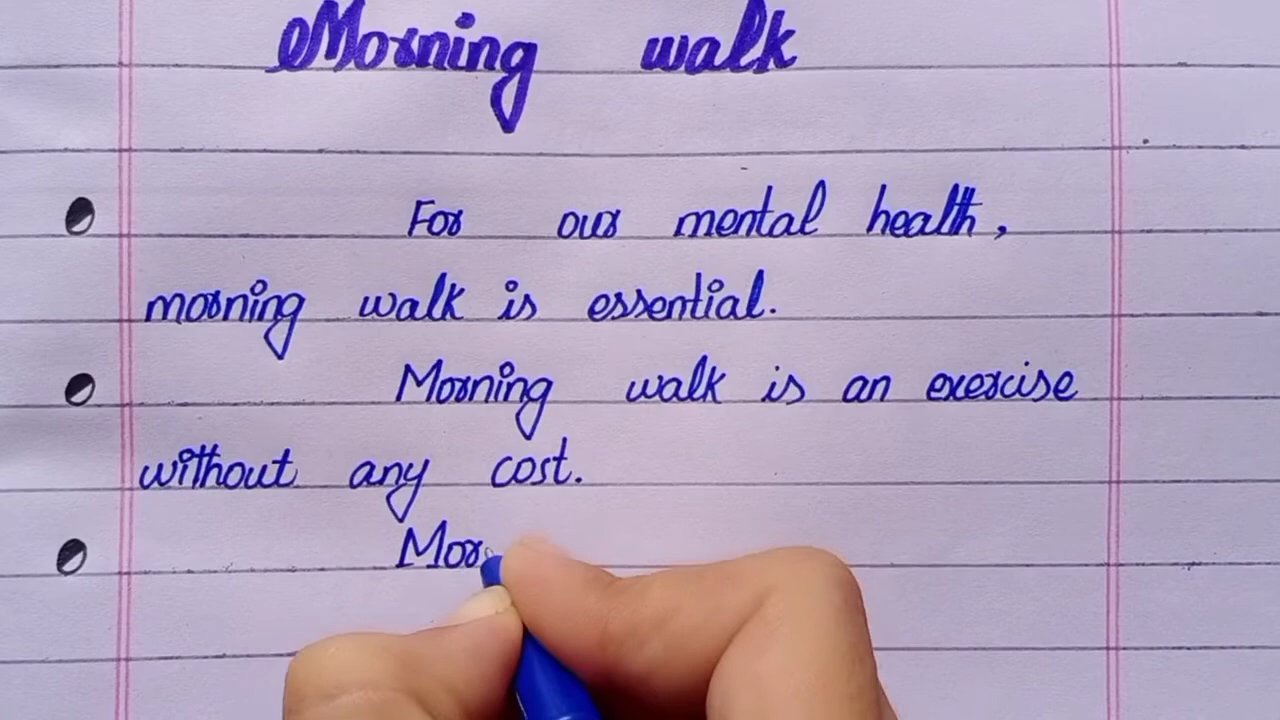 Morning walk
For our mental health,
morning walk is essential.
Morning walk is an exercise
without any cost.
Mor